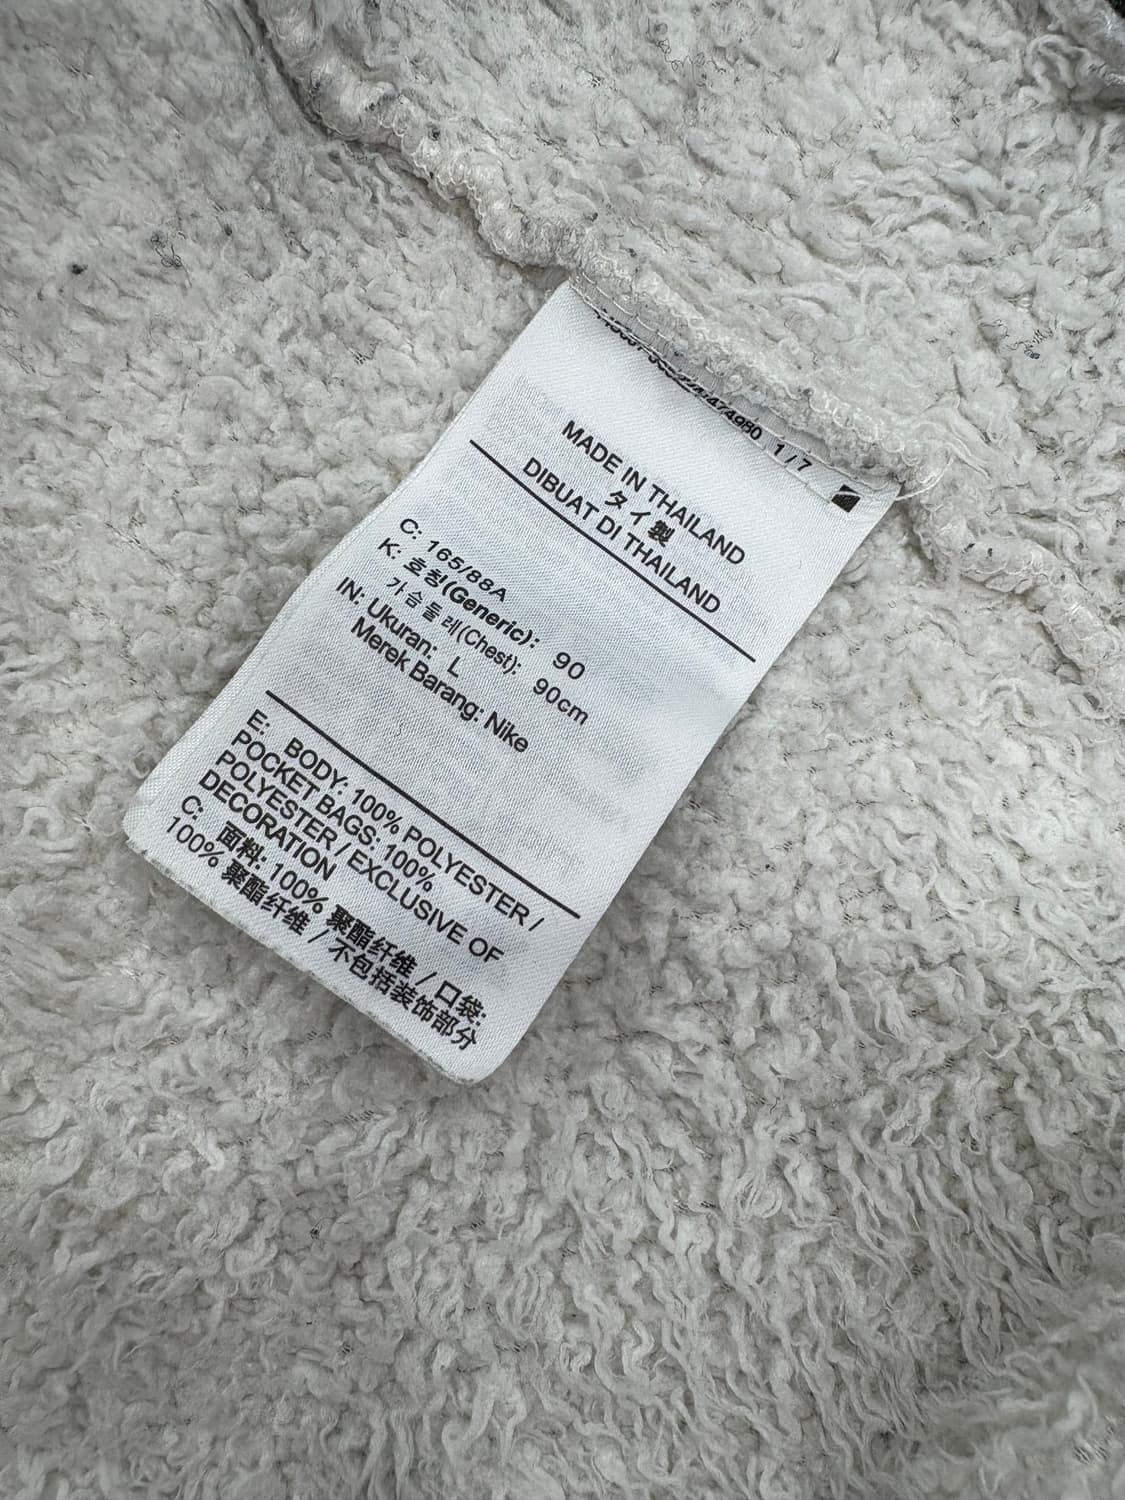 1/7
MADE IN THAILAND
タイ製
DIBUAT DI THAILAND
C: 165/88A
K: 호칭(Generic): 90
가슴둘레(Chest): 90cm
IN: Ukuran: L
Merek Barang: Nike
E: BODY: 100% POLYESTER /
POCKET BAGS: 100%
POLYESTER / EXCLUSIVE OF
DECORATION
C: 面料: 100% 聚酯纤维 / 口袋:
100% 聚酯纤维 / 不包括装饰部分